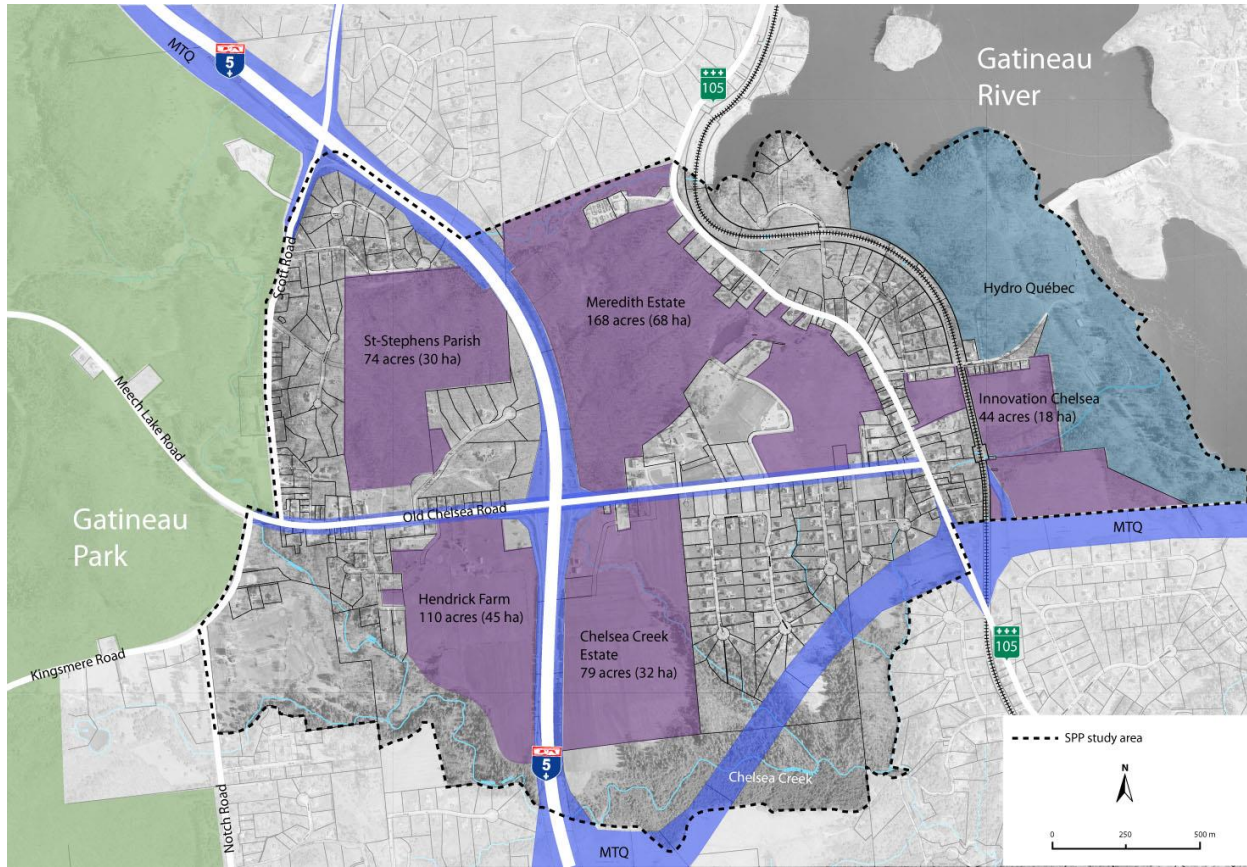 MTQ
5
105
Gatineau
River
Scott Road
Meredith Estate
168 acres (68 ha)
Hydro Québec
St-Stephens Parish
74 acres (30 ha)
Innovation Chelsea
44 acres (18 ha)
Meech Lake Road
Old Chelsea Road
Gatineau
Park
MTQ
Hendrick Farm
110 acres (45 ha)
Chelsea Creek
Estate
79 acres (32 ha)
Kingsmere Road
105
SPP study area
5
Chelsea Creek
N
Notch Road
MTQ
0 250 500 m